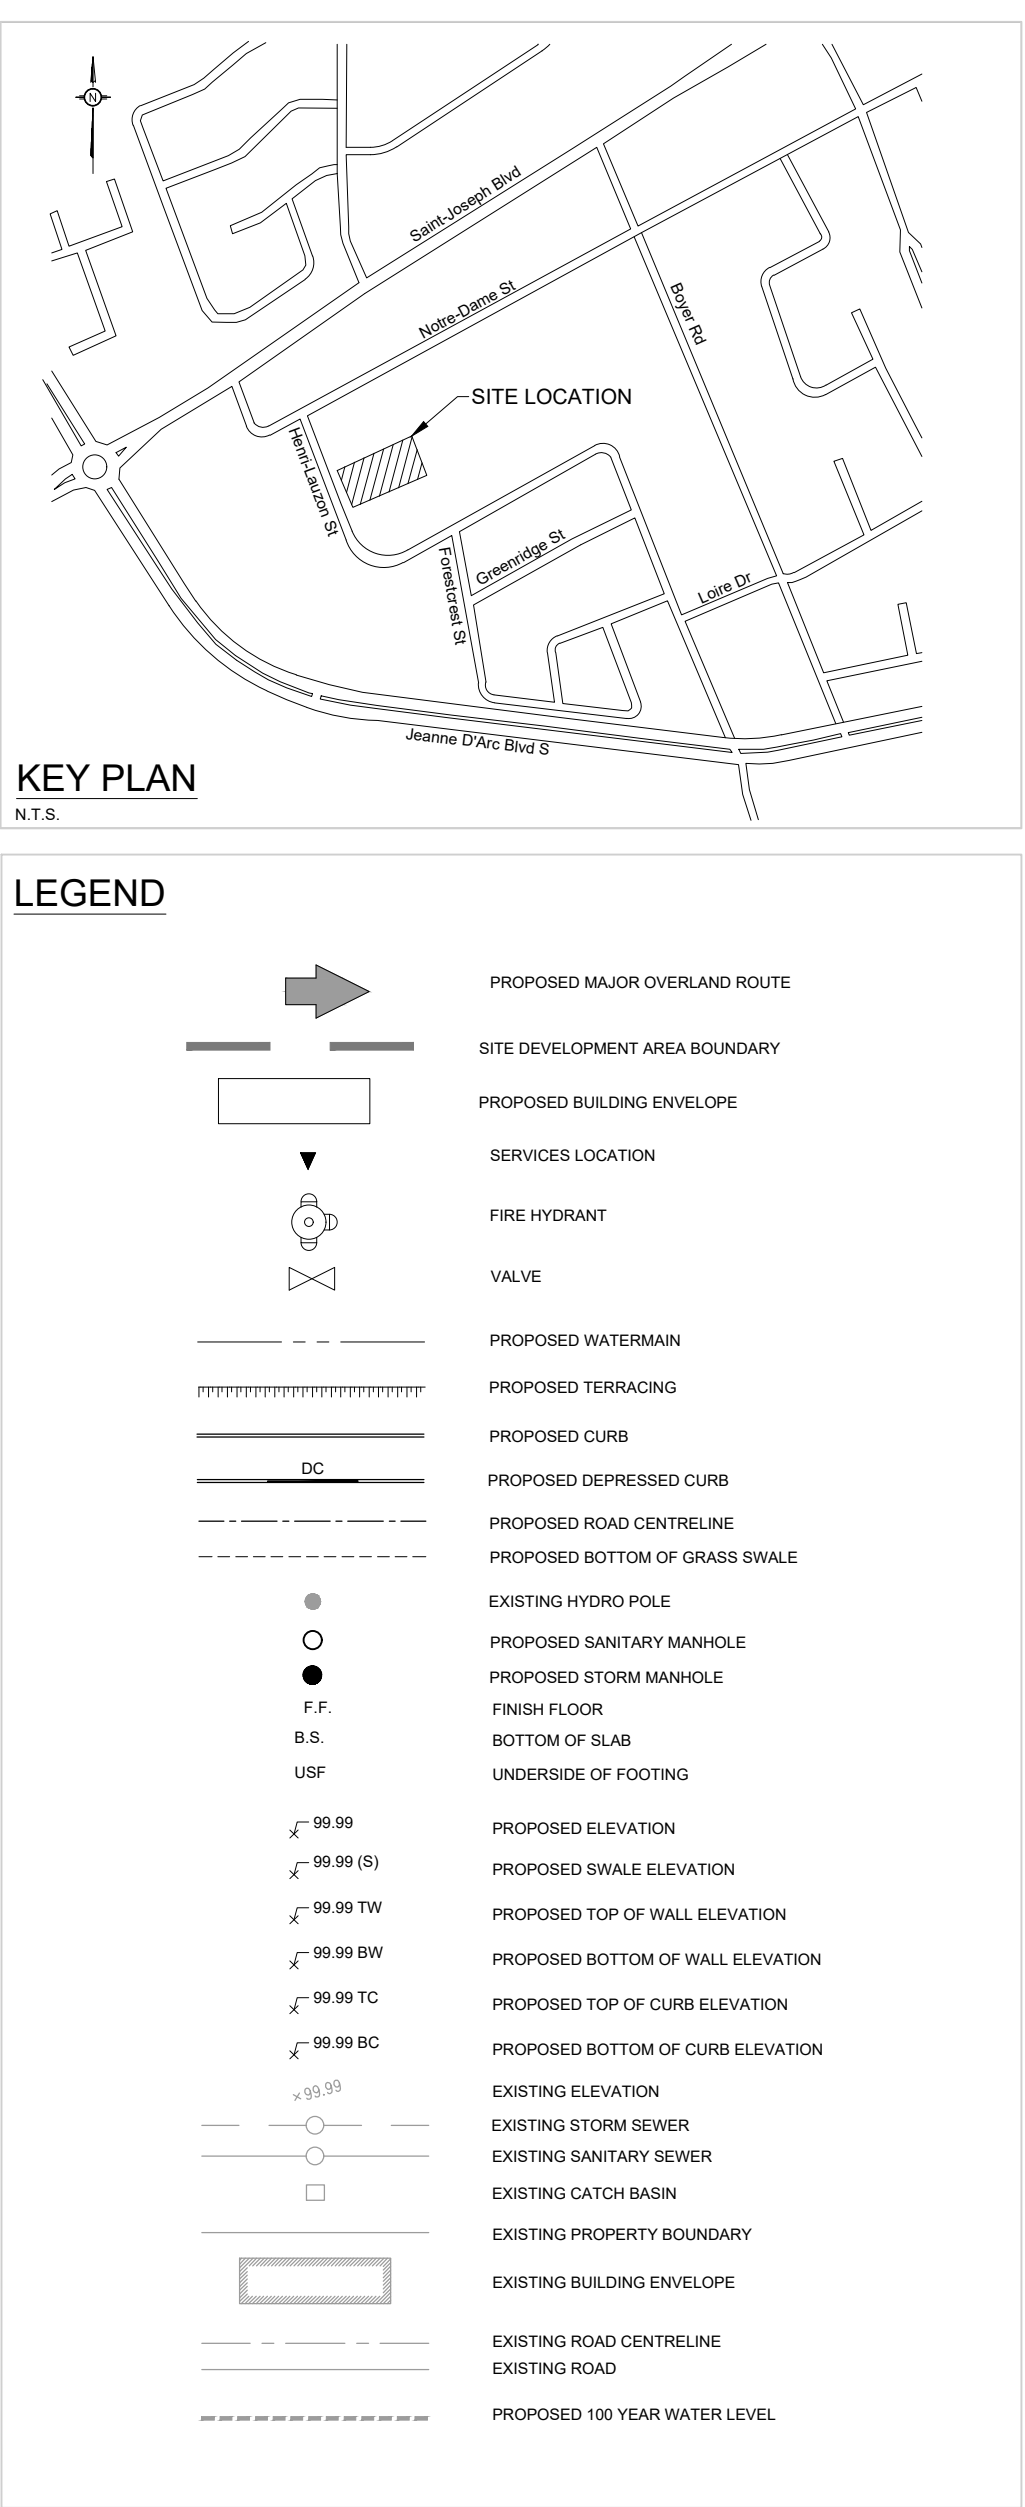 N
Saint-Joseph Blvd
Notre-Dame St
Boyer Rd
SITE LOCATION
Henri-Lauzon St
Forestcrest St
Greenridge St
Loire Dr
Jeanne D'Arc Blvd S
KEY PLAN
N.T.S.
LEGEND
PROPOSED MAJOR OVERLAND ROUTE
SITE DEVELOPMENT AREA BOUNDARY
PROPOSED BUILDING ENVELOPE
SERVICES LOCATION
FIRE HYDRANT
VALVE
PROPOSED WATERMAIN
PROPOSED TERRACING
PROPOSED CURB
DC PROPOSED DEPRESSED CURB
PROPOSED ROAD CENTRELINE
PROPOSED BOTTOM OF GRASS SWALE
EXISTING HYDRO POLE
PROPOSED SANITARY MANHOLE
PROPOSED STORM MANHOLE
F.F. FINISH FLOOR
B.S. BOTTOM OF SLAB
USF UNDERSIDE OF FOOTING
99.99 PROPOSED ELEVATION
99.99 (S) PROPOSED SWALE ELEVATION
99.99 TW PROPOSED TOP OF WALL ELEVATION
99.99 BW PROPOSED BOTTOM OF WALL ELEVATION
99.99 TC PROPOSED TOP OF CURB ELEVATION
99.99 BC PROPOSED BOTTOM OF CURB ELEVATION
×99.99 EXISTING ELEVATION
EXISTING STORM SEWER
EXISTING SANITARY SEWER
EXISTING CATCH BASIN
EXISTING PROPERTY BOUNDARY
EXISTING BUILDING ENVELOPE
EXISTING ROAD CENTRELINE
EXISTING ROAD
PROPOSED 100 YEAR WATER LEVEL